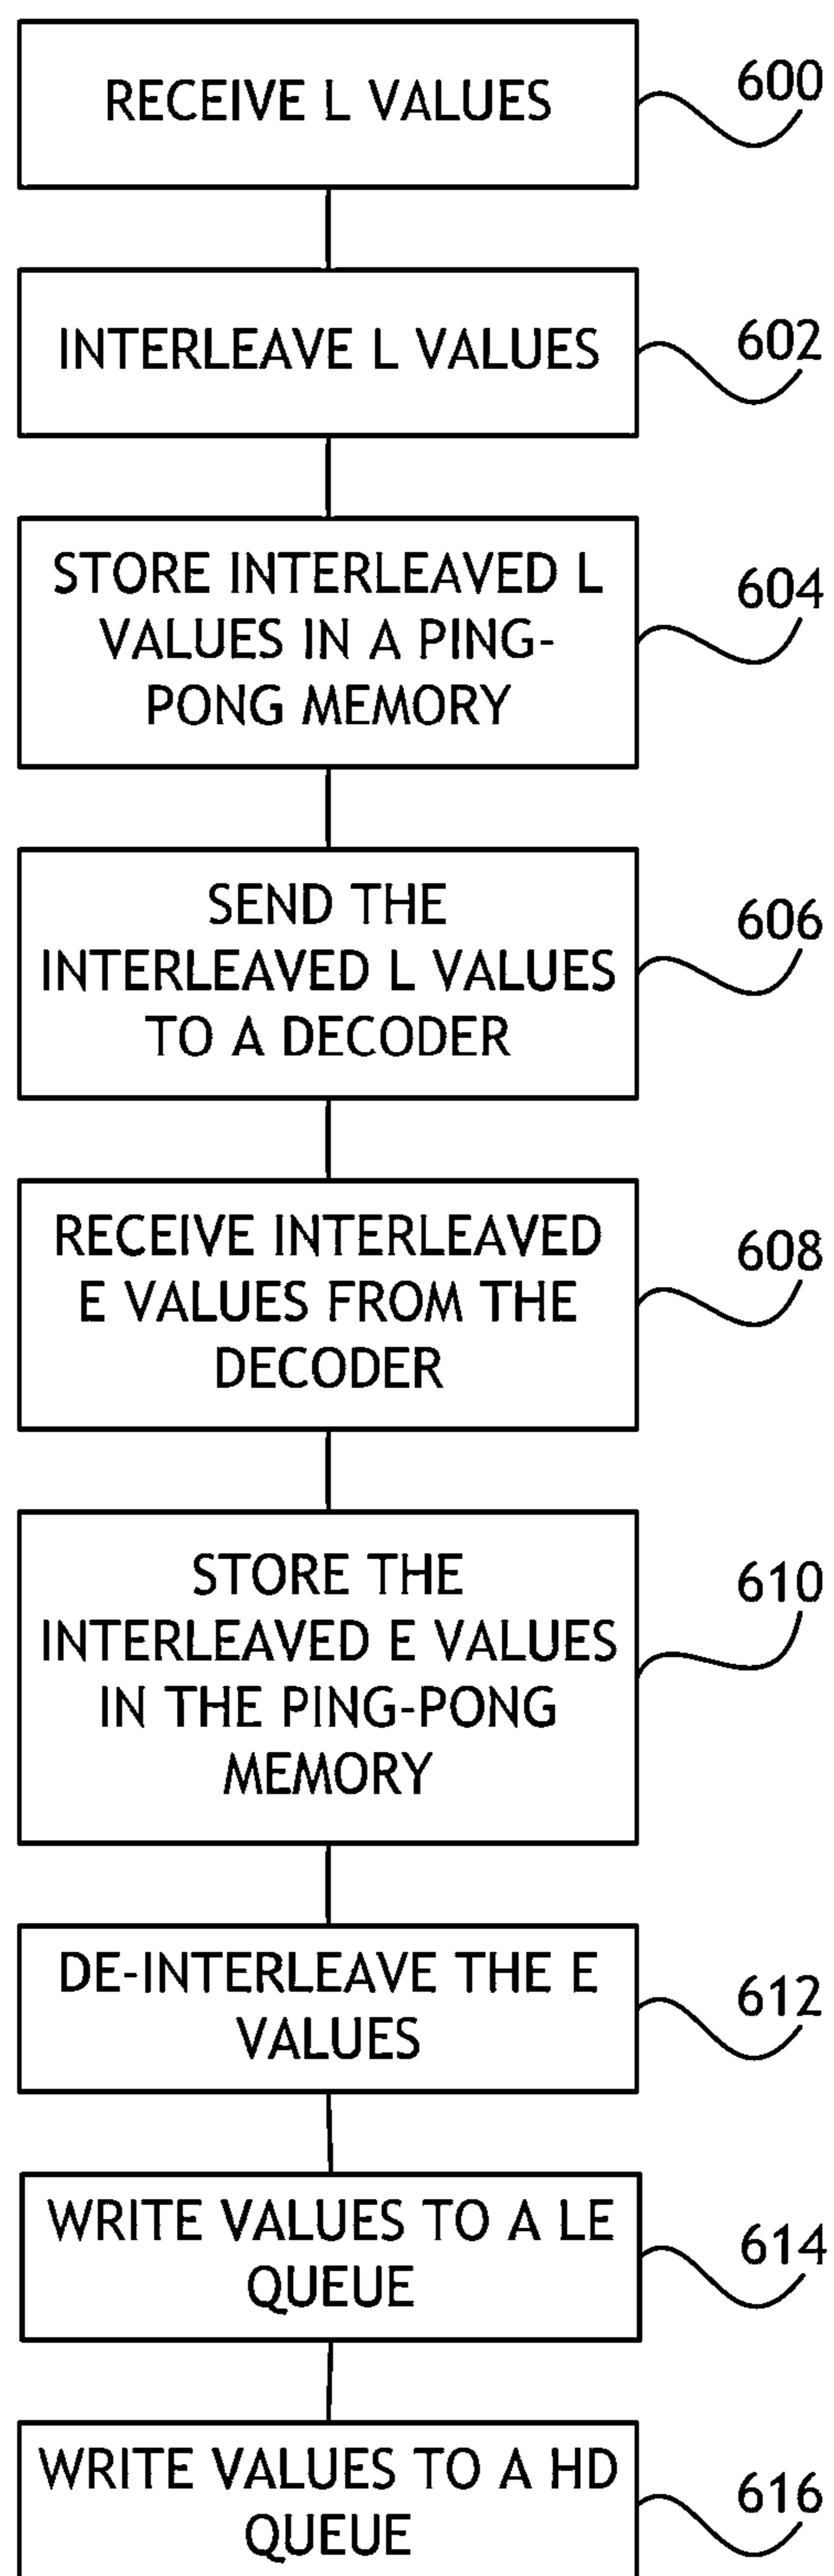 RECEIVE L VALUES
600
INTERLEAVE L VALUES
602
STORE INTERLEAVED L
VALUES IN A PING-
PONG MEMORY
604
SEND THE
INTERLEAVED L VALUES
TO A DECODER
606
RECEIVE INTERLEAVED
E VALUES FROM THE
DECODER
608
STORE THE
INTERLEAVED E VALUES
IN THE PING-PONG
MEMORY
610
DE-INTERLEAVE THE E
VALUES
612
WRITE VALUES TO A LE
QUEUE
614
WRITE VALUES TO A HD
QUEUE
616